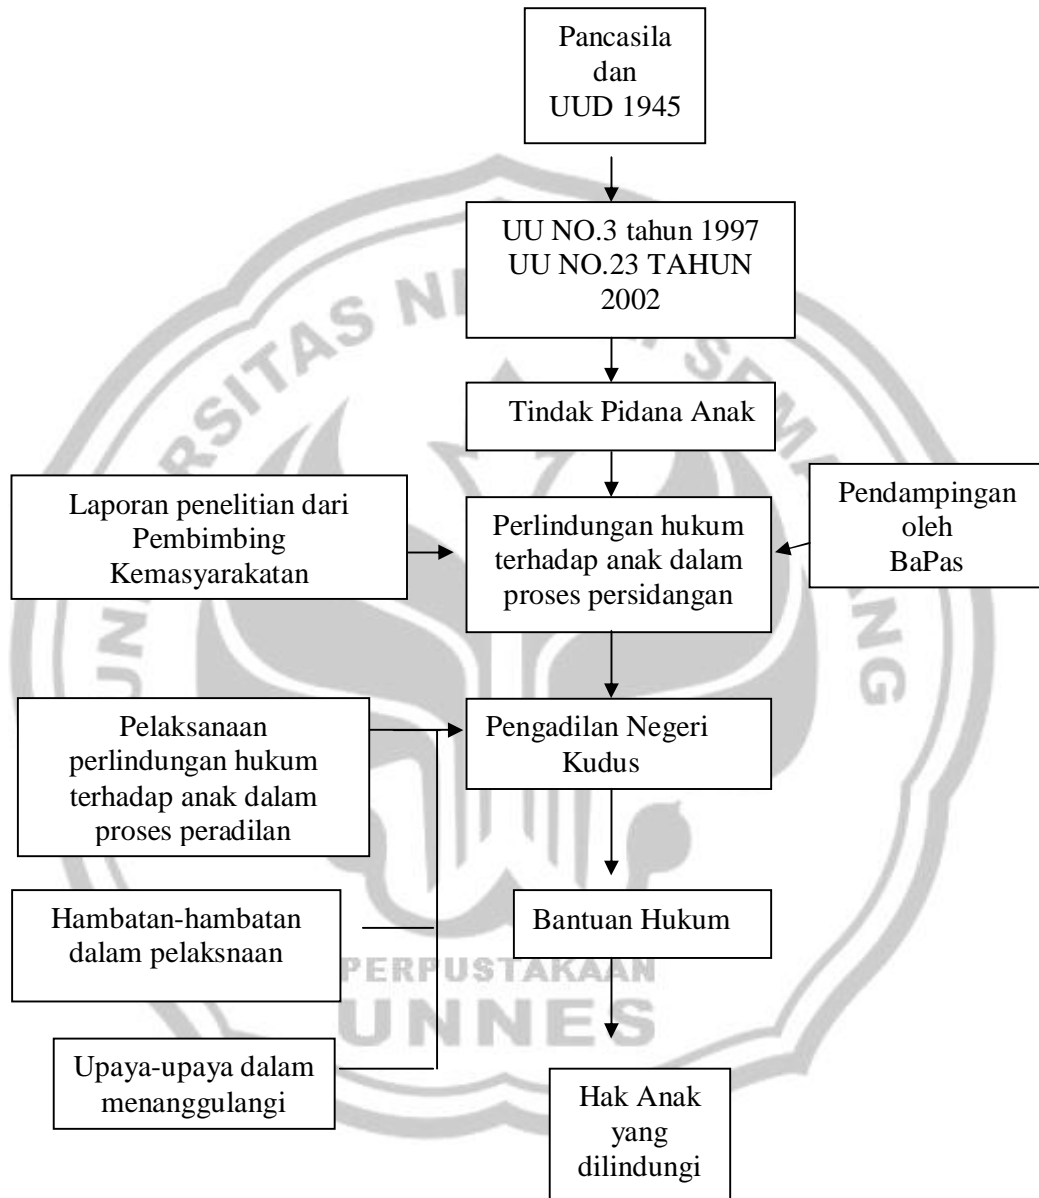 Pancasila
dan
UUD 1945
UU NO.3 tahun 1997
UU NO.23 TAHUN
2002
Tindak Pidana Anak
Laporan penelitian dari
Pembimbing
Kemasyarakatan
Perlindungan hukum
terhadap anak dalam
proses persidangan
Pendampingan
oleh
BaPas
Pelaksanaan
perlindungan hukum
terhadap anak dalam
proses peradilan
Pengadilan Negeri
Kudus
Hambatan-hambatan
dalam pelaksnaan
Bantuan Hukum
Upaya-upaya dalam
menanggulangi
Hak Anak
yang
dilindungi
PERPUSTAKAAN
UNNES